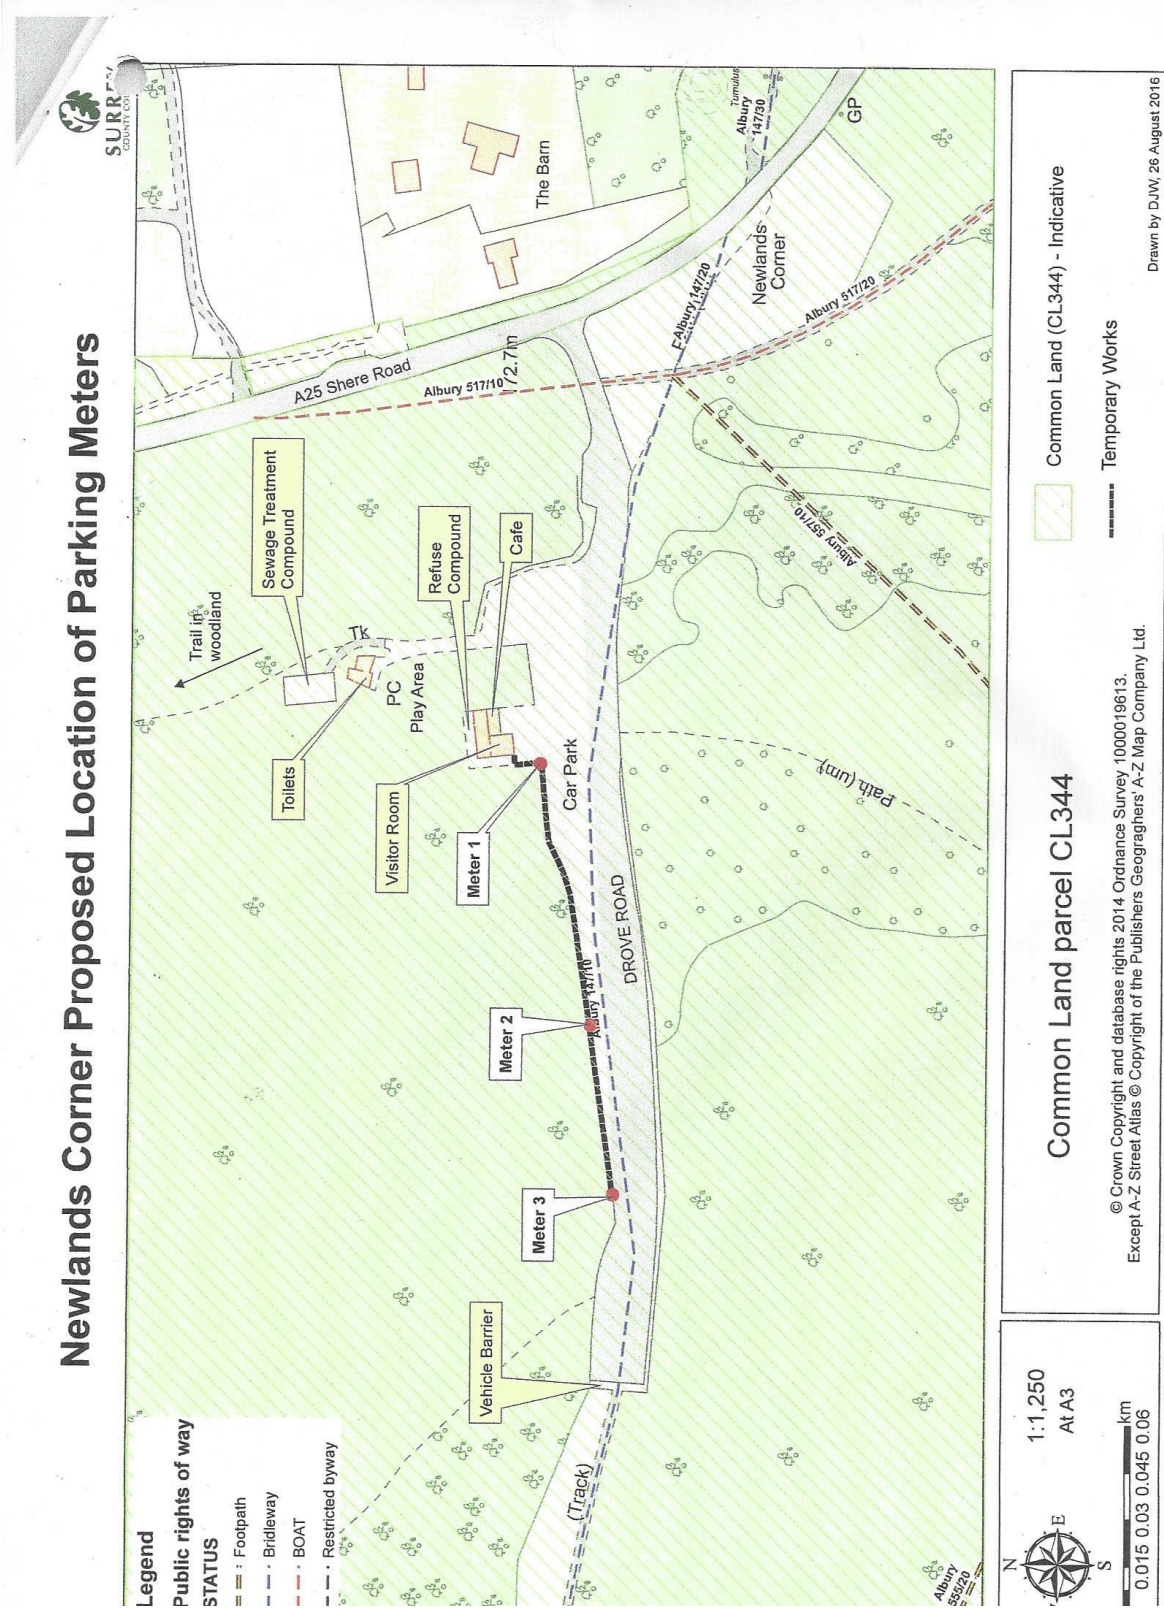 Newlands Corner Proposed Location of Parking Meters
COUNTY
Legend
Public rights of way
STATUS
Footpath
Bridleway
BOAT
Restricted byway
Trail in
woodland
Sewage Treatment
Compound
Toilets
Tk
PC
Play Area
Refuse
Compound
Cafe
Visitor Room
Meter 1
Meter 2
Meter 3
Vehicle Barrier
Car Park
Albury 147/10
DROVE ROAD
(Track)
Path (um)
A25 Shere Road
Albury 517/10
72.7m
The Barn
Albury 147/20
Newlands
Corner
Albury 517/20
Albury
147/30
Tumulus
GP
Albury 557/10
Albury
555/20
N
E
S
1:1,250
At A3
km
0.015 0.03 0.045 0.06
Common Land parcel CL344
© Crown Copyright and database rights 2014 Ordnance Survey 1000019613.
Except A-Z Street Atlas © Copyright of the Publishers Geographers' A-Z Map Company Ltd.
Common Land (CL344) - Indicative
Temporary Works
Drawn by DJW, 26 August 2016